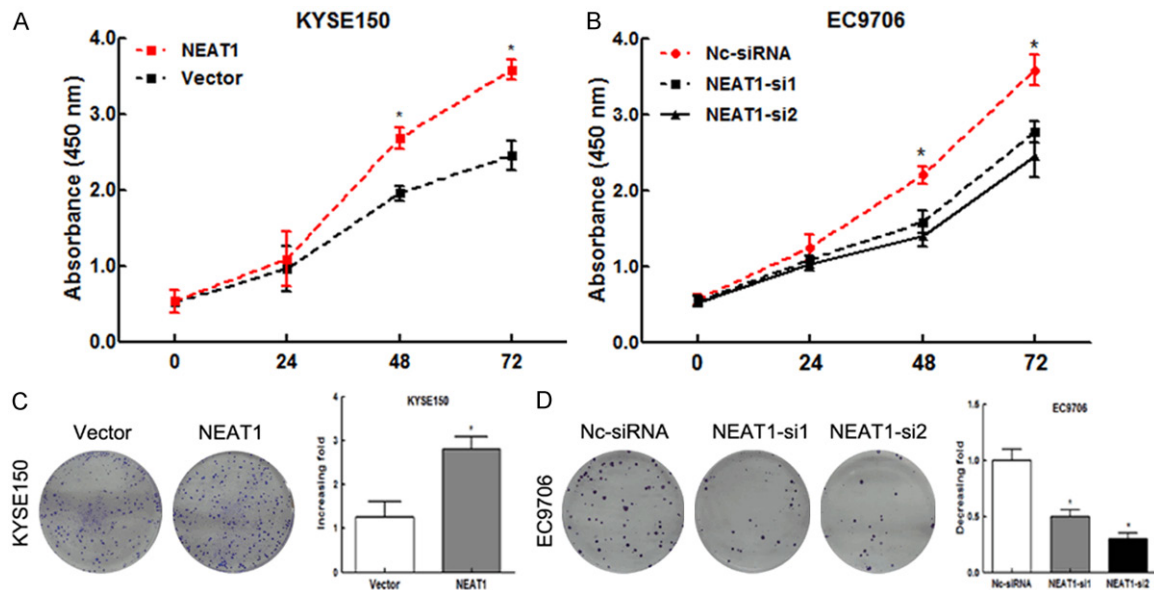 A
KYSE150
Absorbance (450 nm)
4.0
3.0
2.0
1.0
0.0
NEAT1
Vector
*
*
0
24
48
72
B
EC9706
Absorbance (450 nm)
4.0
3.0
2.0
1.0
0.0
Nc-siRNA
NEAT1-si1
NEAT1-si2
*
*
0
24
48
72
C
KYSE150
Vector
NEAT1
KYSE150
Increasing fold
4
3
2
1
0
*
Vector
NEAT1
D
EC9706
Nc-siRNA
NEAT1-si1
NEAT1-si2
EC9706
Decreasing fold
1.5
1.0
0.5
0.0
*
*
Nc-siRNA
NEAT1-si1
NEAT1-si2